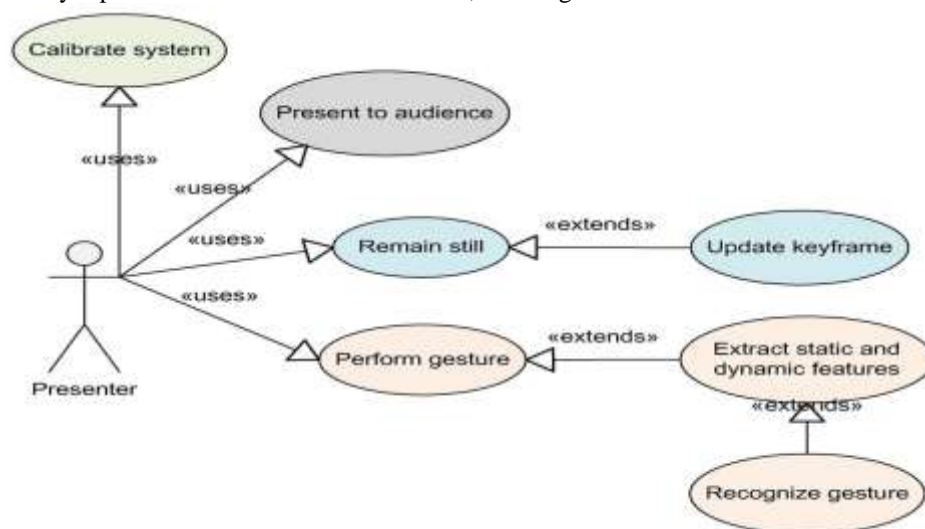 Calibrate system
Present to audience
«uses»
«uses»
«uses»
Remain still
«extends»
Update keyframe
«uses»
Perform gesture
«extends»
Extract static and
dynamic features
«extends»
Presenter
Recognize gesture